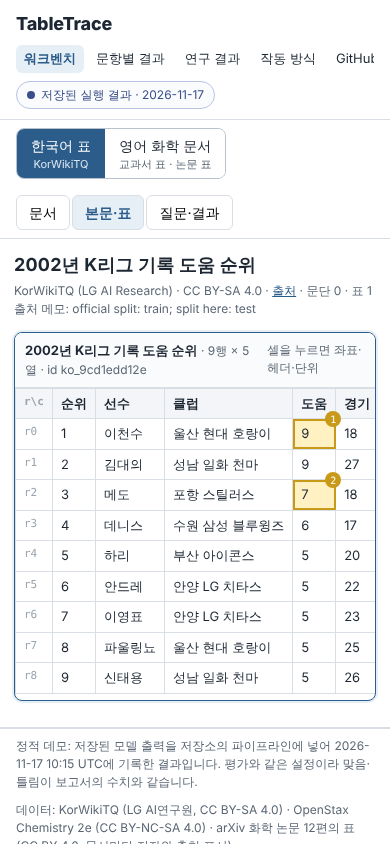 TableTrace
워크벤치 문항별 결과 연구 결과 작동 방식 GitHub
저장된 실행 결과 · 2026-11-17
한국어 표 영어 화학 문서
KorWikiTQ 교과서 표 · 논문 표
문서 본문·표 질문·결과
2002년 K리그 기록 도움 순위
KorWikiTQ (LG AI Research) · CC BY-SA 4.0 · 출처 · 문단 0 · 표 1
출처 메모: official split: train; split here: test
2002년 K리그 기록 도움 순위 · 9행 × 5
열 · id ko_9cd1edd12e
셀을 누르면 좌표·
헤더·단위
r\c 순위 선수 클럽 도움 경기
r0 1 이천수 울산 현대 호랑이 9 1 18
r1 2 김대의 성남 일화 천마 9 27
r2 3 메도 포항 스틸러스 7 2 18
r3 4 데니스 수원 삼성 블루윙즈 6 17
r4 5 하리 부산 아이콘스 5 20
r5 6 안드레 안양 LG 치타스 5 22
r6 7 이영표 안양 LG 치타스 5 23
r7 8 파울링뇨 울산 현대 호랑이 5 25
r8 9 신태용 성남 일화 천마 5 26
정적 데모: 저장된 모델 출력을 저장소의 파이프라인에 넣어 2026-
11-17 10:15 UTC에 기록한 결과입니다. 평가와 같은 설정이라 맞음·
틀림이 보고서의 수치와 같습니다.
데이터: KorWikiTQ (LG AI연구원, CC BY-SA 4.0) · OpenStax
Chemistry 2e (CC BY-NC-SA 4.0) · arXiv 화학 논문 12편의 표